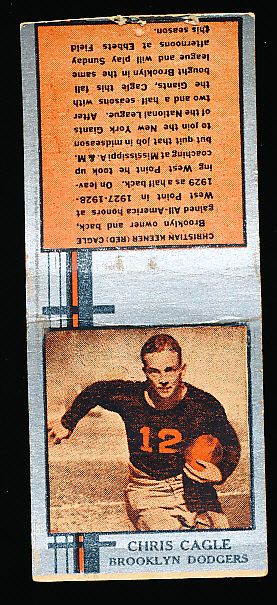 CHRISTIAN KEENER (RED) CAGLE
Brooklyn owner and back,
gained All-America honors at
West Point in 1927-1928-
1929 as a half back. On leav-
ing West Point he took up
coaching at Mississippi A. & M.
but quit that job in midseason
to join the New York Giants
of the National League. After
two and a half seasons with
the Giants, Cagle, this fall
bought Brooklyn in the same
league and will play Sunday
afternoons at Ebbets Field
this season.
12
CHRIS CAGLE
BROOKLYN DODGERS